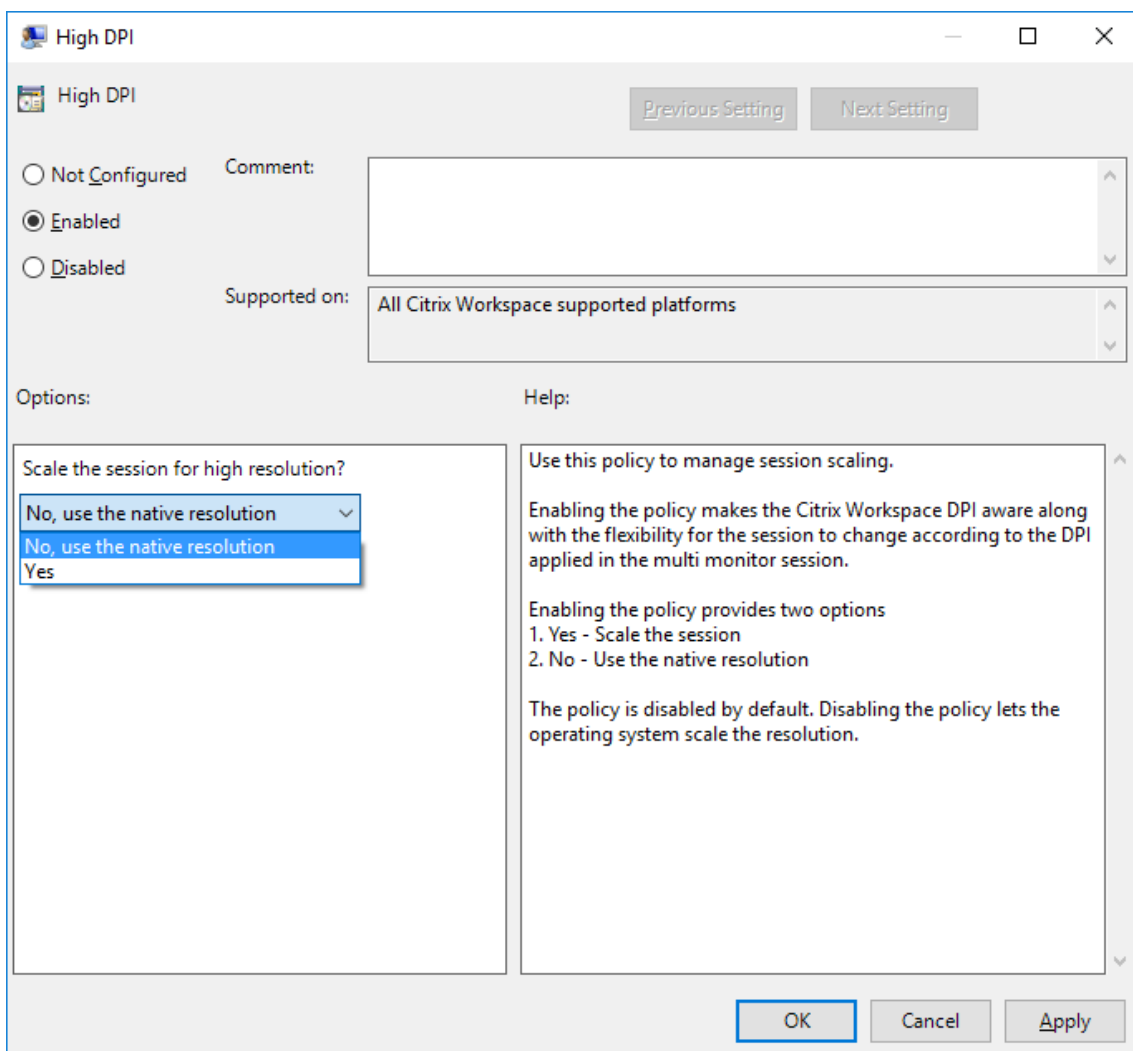 High DPI
High DPI
Previous Setting
Next Setting
Not Configured
Comment:
Enabled
Disabled
Supported on:
All Citrix Workspace supported platforms
Options:
Help:
Scale the session for high resolution?
No, use the native resolution
No, use the native resolution
Yes
Use this policy to manage session scaling.
Enabling the policy makes the Citrix Workspace DPI aware along
with the flexibility for the session to change according to the DPI
applied in the multi monitor session.
Enabling the policy provides two options
1. Yes - Scale the session
2. No - Use the native resolution
The policy is disabled by default. Disabling the policy lets the
operating system scale the resolution.
OK
Cancel
Apply